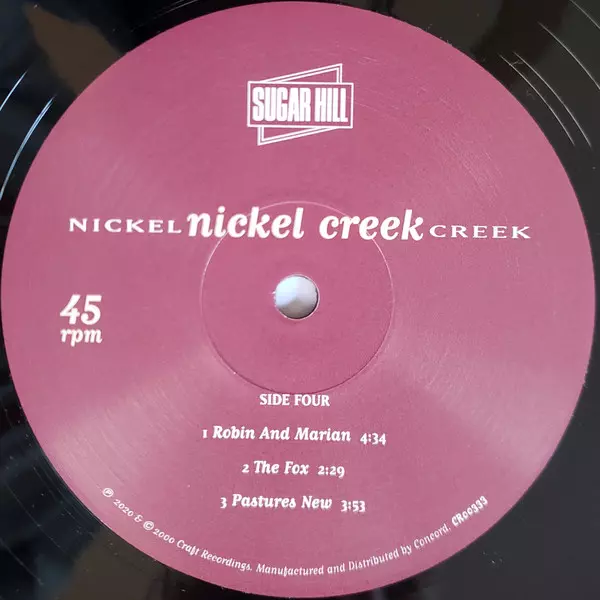 SUGAR HILL
NICKEL nickel creek CREEK
45
rpm
SIDE FOUR
1 Robin And Marian 4:34
2 The Fox 2:29
3 Pastures New 3:53
℗ 2020 & © 2000 Craft Recordings. Manufactured and Distributed by Concord. CR00333